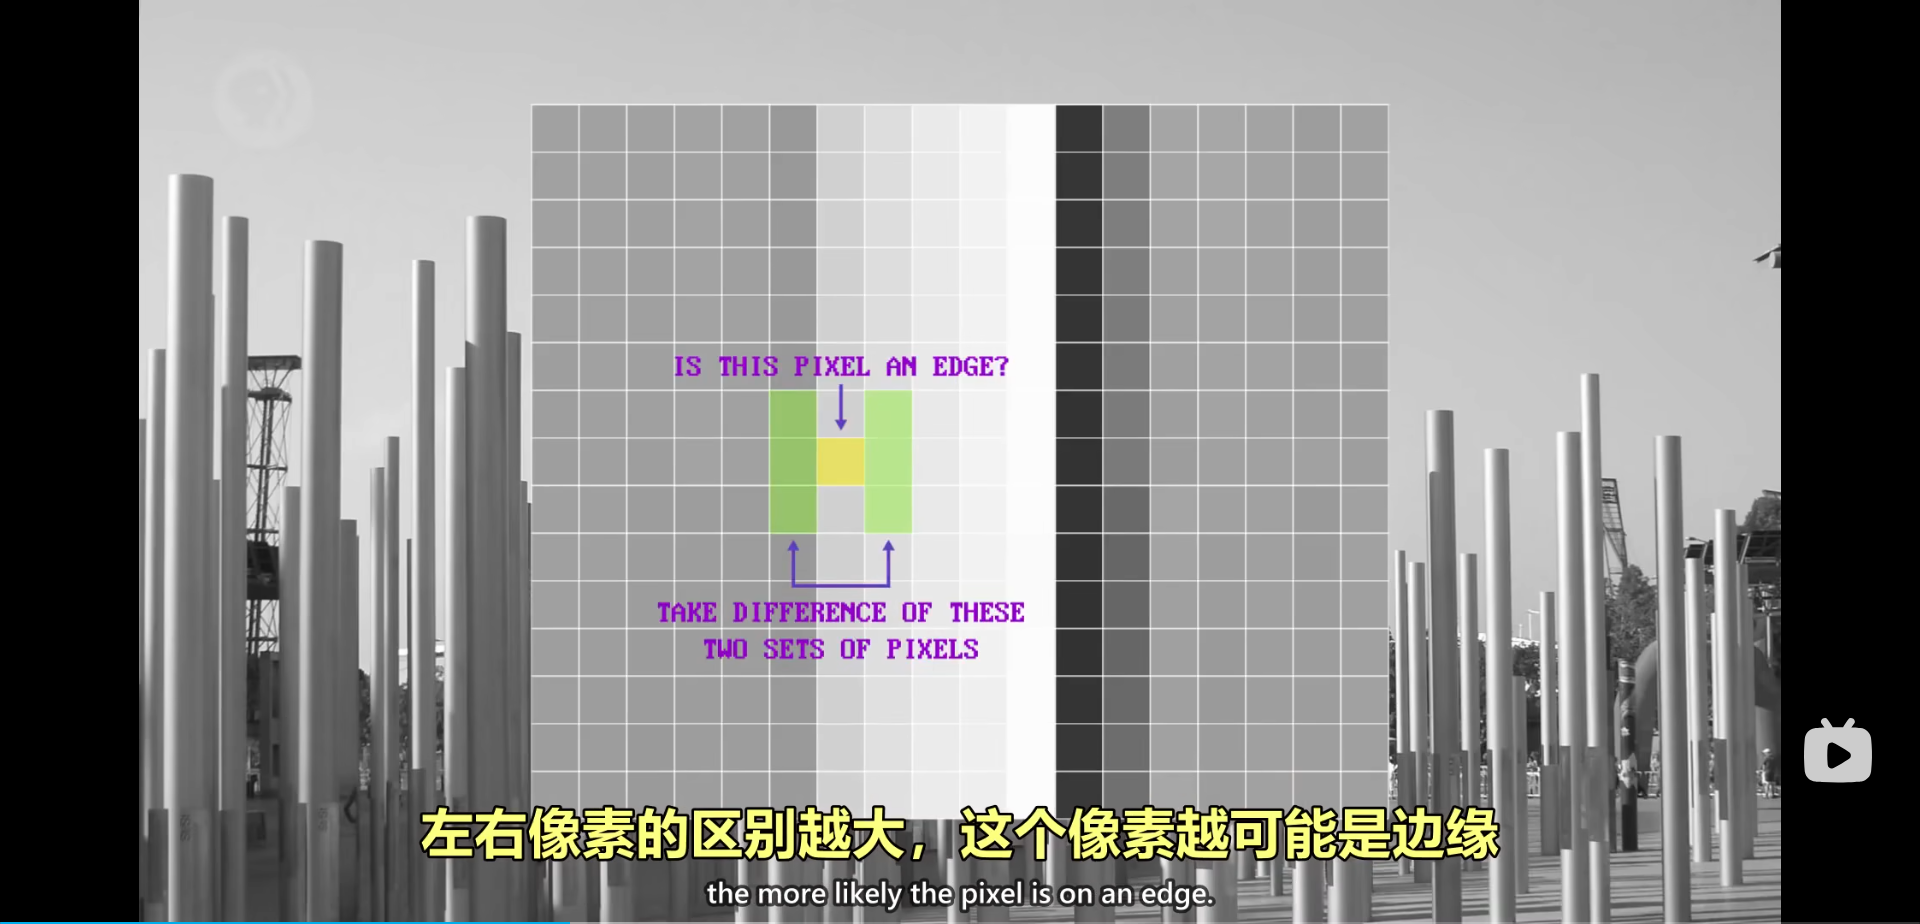 IS THIS PIXEL AN EDGE?
TAKE DIFFERENCE OF THESE
TWO SETS OF PIXELS
左右像素的区别越大，这个像素越可能是边缘
the more likely the pixel is on an edge.